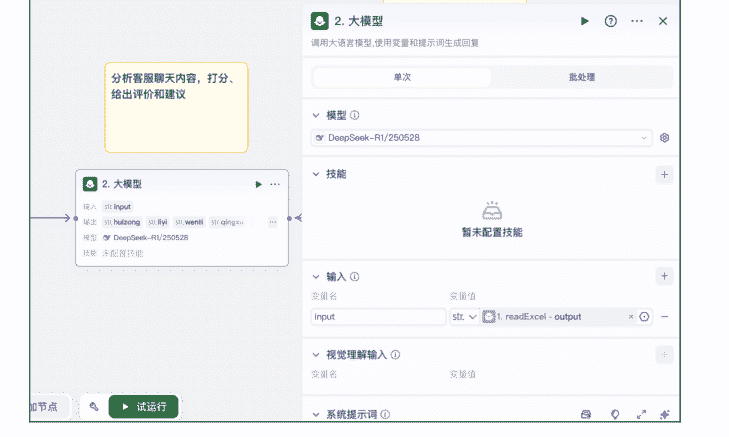 分析客服聊天内容，打分、
给出评价和建议
2. 大模型
输入 str. input
输出 str. huizong str. liyi str. wenti str. qingxu
模型 DeepSeek-R1/250528
技能 未配置技能
加节点
试运行
2. 大模型
调用大语言模型,使用变量和提示词生成回复
单次 批处理
模型
DeepSeek-R1/250528
技能
暂未配置技能
输入
变量名 变量值
input str. 1. readExcel - output
视觉理解输入
变量名 变量值
系统提示词